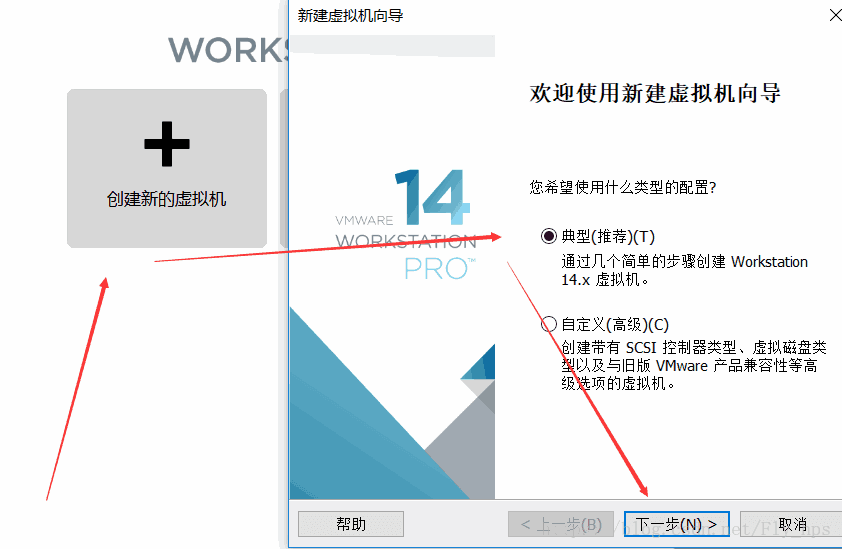 WORKS
创建新的虚拟机
新建虚拟机向导
VMWARE 14
WORKSTATION
PRO™
欢迎使用新建虚拟机向导
您希望使用什么类型的配置?
典型(推荐)(T)
通过几个简单的步骤创建 Workstation
14.x 虚拟机。
自定义(高级)(C)
创建带有 SCSI 控制器类型、虚拟磁盘类
型以及与旧版 VMware 产品兼容性等高
级选项的虚拟机。
帮助
< 上一步(B)
下一步(N) >
取消